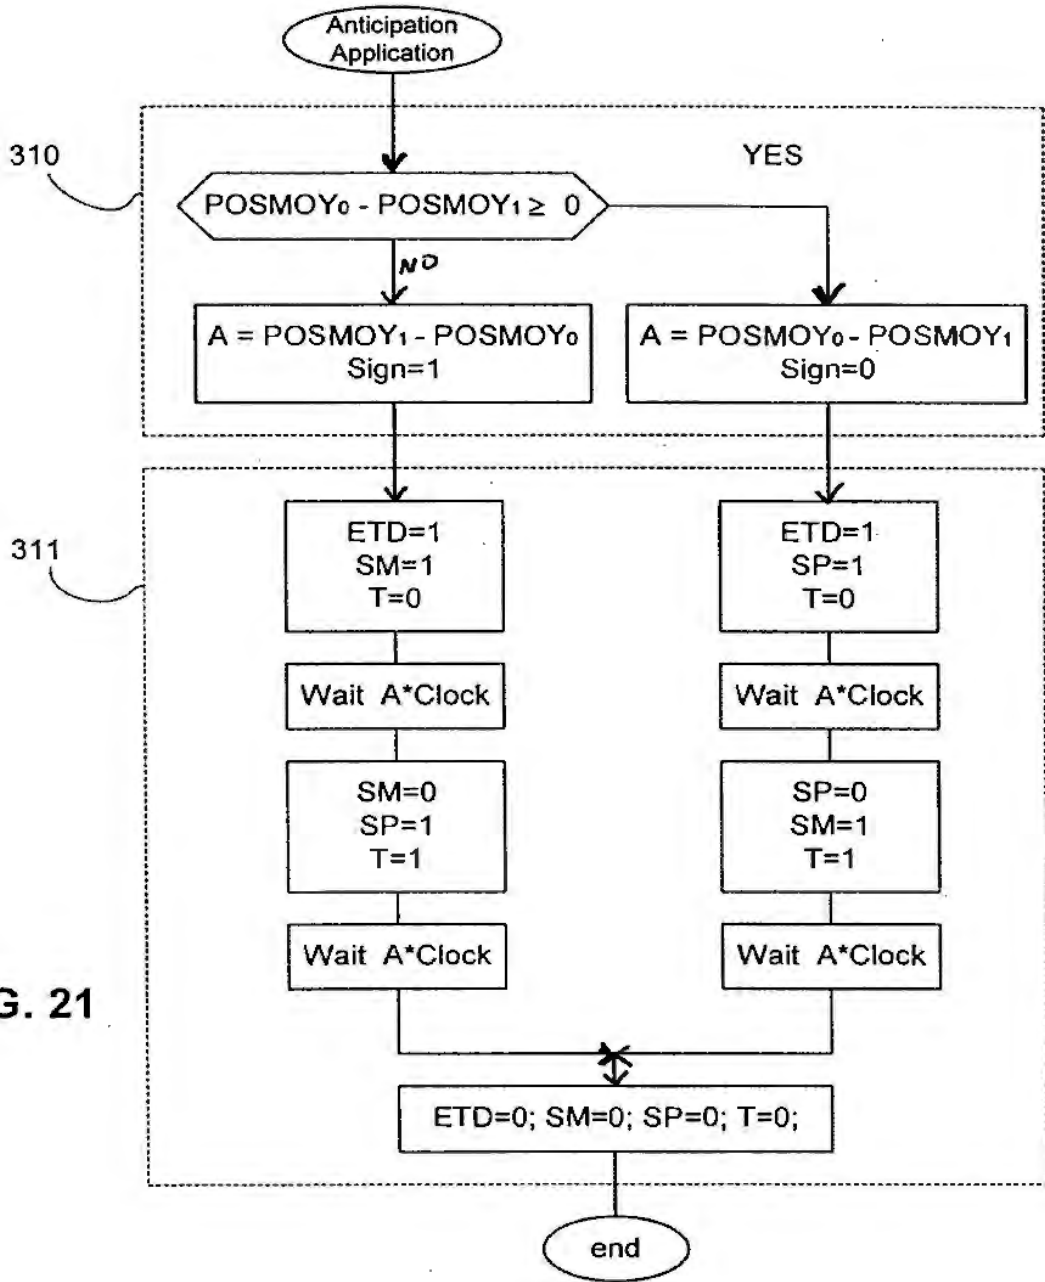 Anticipation
Application
310
YES
POSMOY₀ - POSMOY₁ ≥ 0
NO
A = POSMOY₁ - POSMOY₀
Sign=1
A = POSMOY₀ - POSMOY₁
Sign=0
311
ETD=1
SM=1
T=0
ETD=1
SP=1
T=0
Wait A*Clock
Wait A*Clock
SM=0
SP=1
T=1
SP=0
SM=1
T=1
Wait A*Clock
Wait A*Clock
G. 21
ETD=0; SM=0; SP=0; T=0;
end